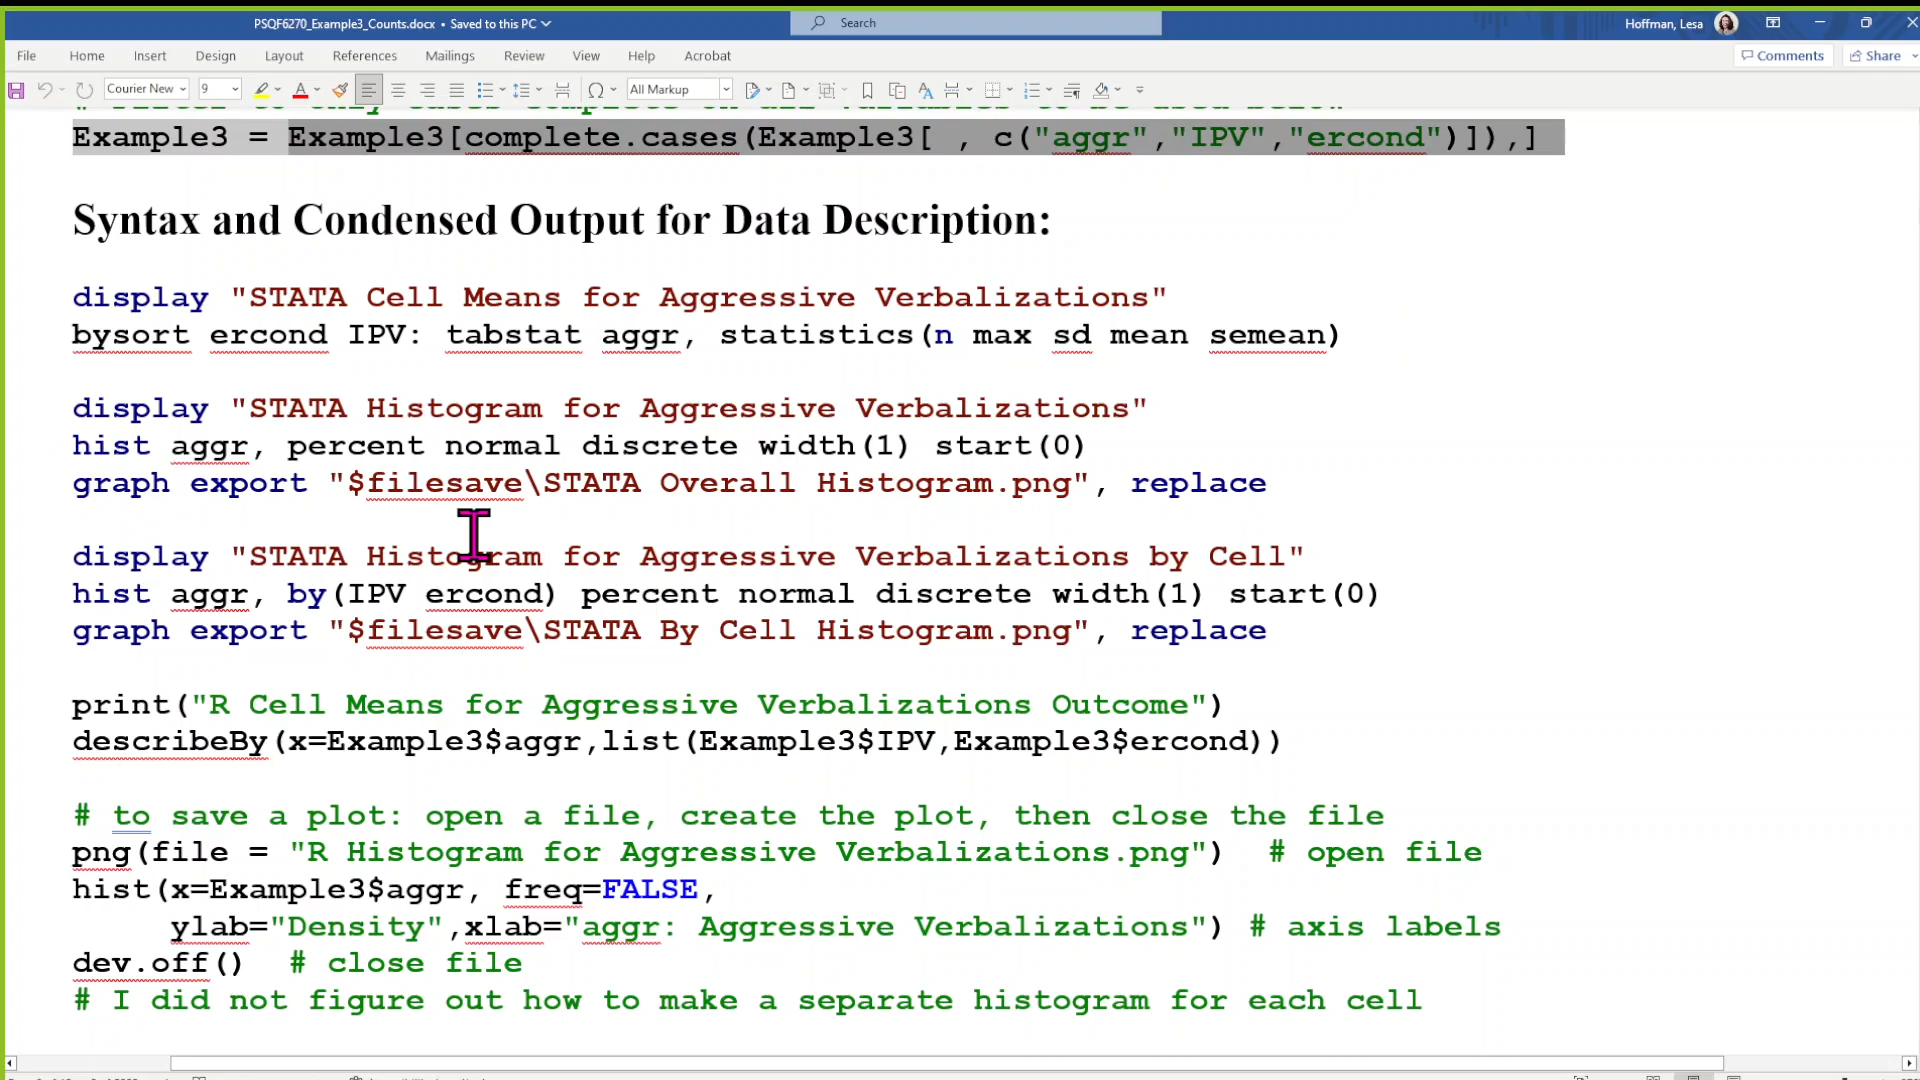 PSQF6270_Example3_Counts.docx • Saved to this PC
Search
Hoffman, Lesa
File Home Insert Design Layout References Mailings Review View Help Acrobat
Comments Share
Courier New 9 All Markup
Example3 = Example3[complete.cases(Example3[ , c("aggr","IPV","ercond")]),]
Syntax and Condensed Output for Data Description:
display "STATA Cell Means for Aggressive Verbalizations"
bysort ercond IPV: tabstat aggr, statistics(n max sd mean semean)
display "STATA Histogram for Aggressive Verbalizations"
hist aggr, percent normal discrete width(1) start(0)
graph export "$filesave\STATA Overall Histogram.png", replace
display "STATA Histogram for Aggressive Verbalizations by Cell"
hist aggr, by(IPV ercond) percent normal discrete width(1) start(0)
graph export "$filesave\STATA By Cell Histogram.png", replace
print("R Cell Means for Aggressive Verbalizations Outcome")
describeBy(x=Example3$aggr,list(Example3$IPV,Example3$ercond))
# to save a plot: open a file, create the plot, then close the file
png(file = "R Histogram for Aggressive Verbalizations.png")  # open file
hist(x=Example3$aggr, freq=FALSE,
ylab="Density",xlab="aggr: Aggressive Verbalizations") # axis labels
dev.off()  # close file
# I did not figure out how to make a separate histogram for each cell